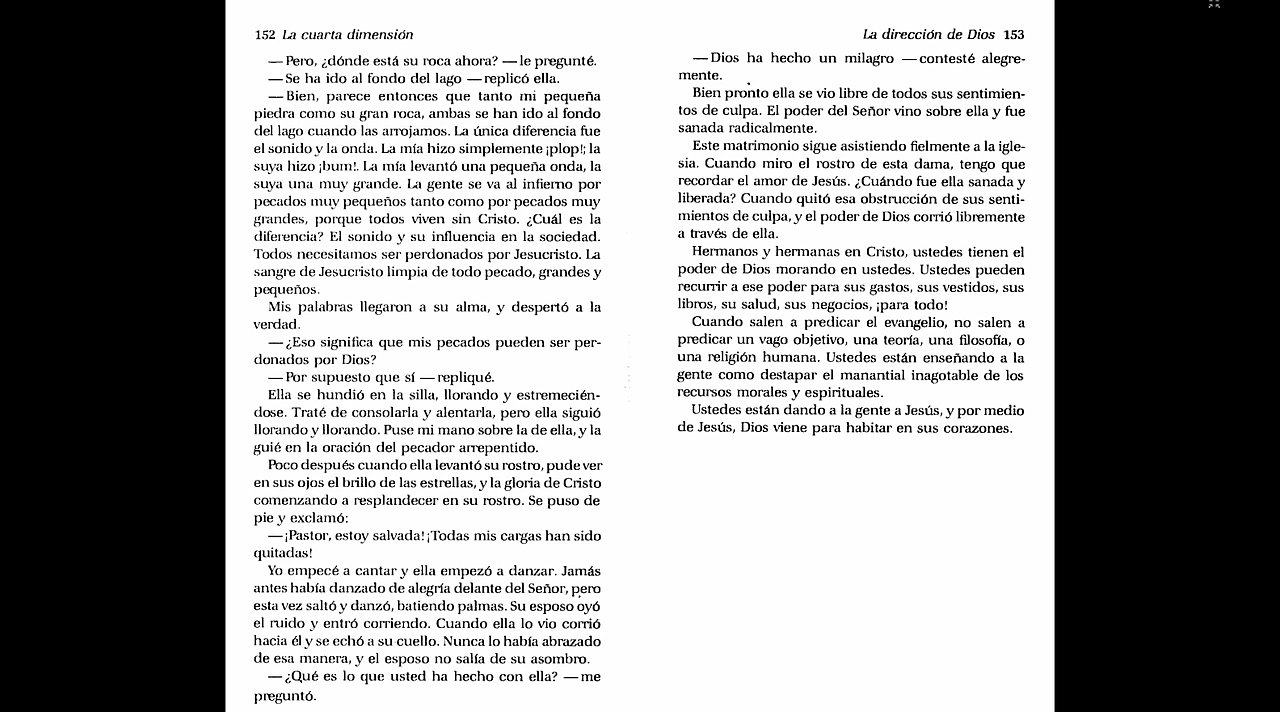 152 La cuarta dimensión
— Pero, ¿dónde está su roca ahora? — le pregunté.
— Se ha ido al fondo del lago — replicó ella.
— Bien, parece entonces que tanto mi pequeña
piedra como su gran roca, ambas se han ido al fondo
del lago cuando las arrojamos. La única diferencia fue
el sonido y la onda. La mía hizo simplemente ¡plop!; la
suya hizo ¡bum!. La mía levantó una pequeña onda, la
suya una muy grande. La gente se va al infierno por
pecados muy pequeños tanto como por pecados muy
grandes, porque todos viven sin Cristo. ¿Cuál es la
diferencia? El sonido y su influencia en la sociedad.
Todos necesitamos ser perdonados por Jesucristo. La
sangre de Jesucristo limpia de todo pecado, grandes y
pequeños.
Mis palabras llegaron a su alma, y despertó a la
verdad.
— ¿Eso significa que mis pecados pueden ser per-
donados por Dios?
— Por supuesto que sí — repliqué.
Ella se hundió en la silla, llorando y estremecién-
dose. Traté de consolarla y alentarla, pero ella siguió
llorando y llorando. Puse mi mano sobre la de ella, y la
guié en la oración del pecador arrepentido.
Poco después cuando ella levantó su rostro, pude ver
en sus ojos el brillo de las estrellas, y la gloria de Cristo
comenzando a resplandecer en su rostro. Se puso de
pie y exclamó:
— ¡Pastor, estoy salvada! ¡Todas mis cargas han sido
quitadas!
Yo empecé a cantar y ella empezó a danzar. Jamás
antes había danzado de alegría delante del Señor, pero
esta vez saltó y danzó, batiendo palmas. Su esposo oyó
el ruido y entró corriendo. Cuando ella lo vio corrió
hacia él y se echó a su cuello. Nunca lo había abrazado
de esa manera, y el esposo no salía de su asombro.
— ¿Qué es lo que usted ha hecho con ella? — me
preguntó.
La dirección de Dios 153
— Dios ha hecho un milagro — contesté alegre-
mente.
Bien pronto ella se vio libre de todos sus sentimien-
tos de culpa. El poder del Señor vino sobre ella y fue
sanada radicalmente.
Este matrimonio sigue asistiendo fielmente a la igle-
sia. Cuando miro el rostro de esta dama, tengo que
recordar el amor de Jesús. ¿Cuándo fue ella sanada y
liberada? Cuando quitó esa obstrucción de sus senti-
mientos de culpa, y el poder de Dios corrió libremente
a través de ella.
Hermanos y hermanas en Cristo, ustedes tienen el
poder de Dios morando en ustedes. Ustedes pueden
recurrir a ese poder para sus gastos, sus vestidos, sus
libros, su salud, sus negocios, ¡para todo!
Cuando salen a predicar el evangelio, no salen a
predicar un vago objetivo, una teoría, una filosofía, o
una religión humana. Ustedes están enseñando a la
gente como destapar el manantial inagotable de los
recursos morales y espirituales.
Ustedes están dando a la gente a Jesús, y por medio
de Jesús, Dios viene para habitar en sus corazones.